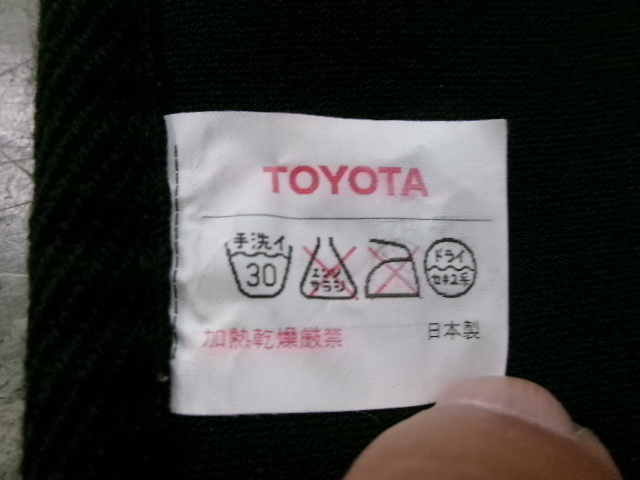 TOYOTA
手洗イ
30
エンソ
サラシ
ドライ
セキユ系
加熱乾燥厳禁
日本製